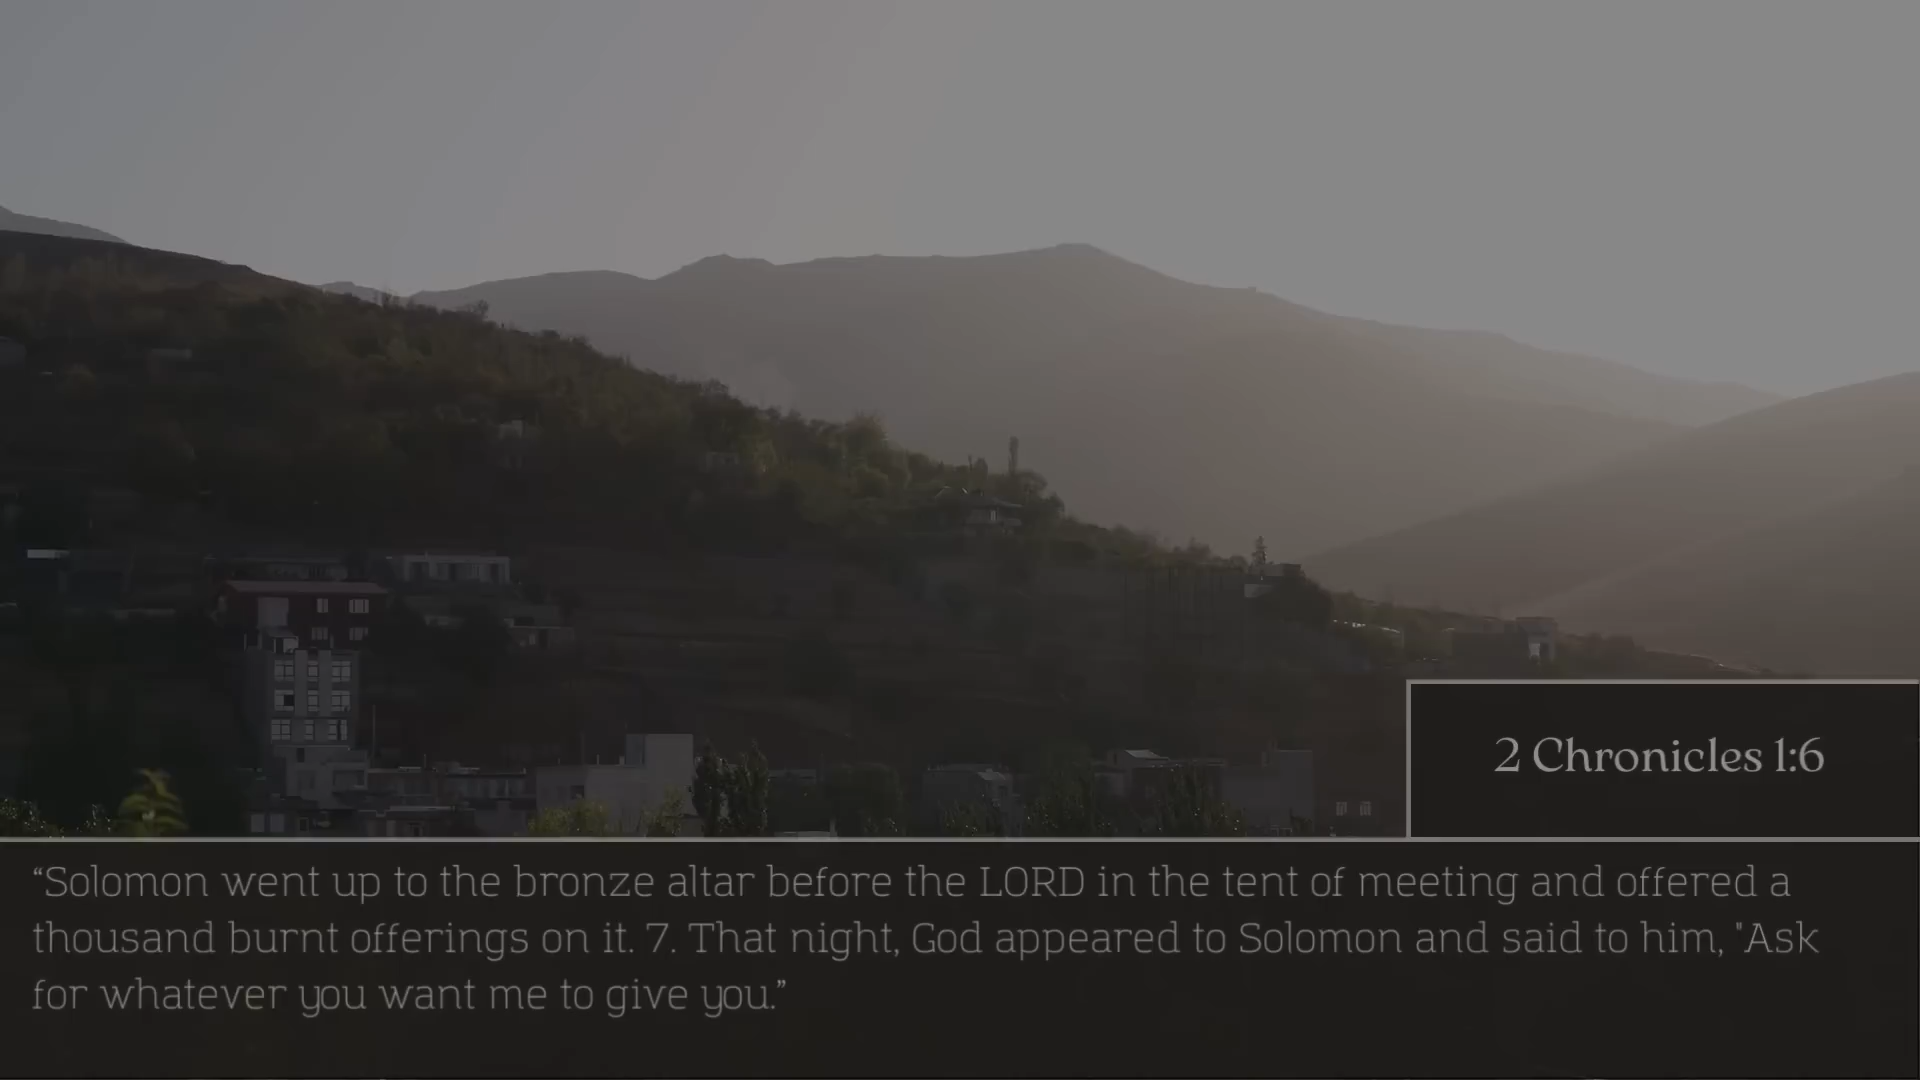 2 Chronicles 1:6
“Solomon went up to the bronze altar before the LORD in the tent of meeting and offered a
thousand burnt offerings on it. 7. That night, God appeared to Solomon and said to him, "Ask
for whatever you want me to give you.”